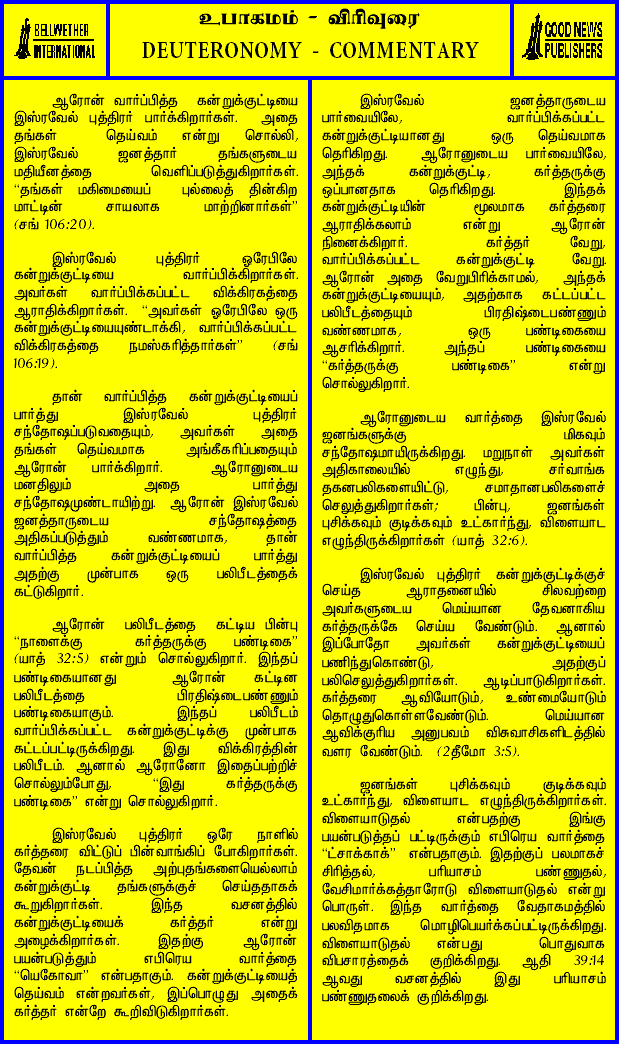 BELLWETHER
INTERNATIONAL
உபாகமம் - விரிவுரை
DEUTERONOMY - COMMENTARY
GOOD NEWS
PUBLISHERS
ஆரோன் வார்ப்பித்த கன்றுக்குட்டியை
இஸ்ரவேல் புத்திரர் பார்க்கிறார்கள். அதை
தங்கள் தெய்வம் என்று சொல்லி,
இஸ்ரவேல் ஜனத்தார் தங்களுடைய
மதியீனத்தை வெளிப்படுத்துகிறார்கள்.
“தங்கள் மகிமையைப் புல்லைத் தின்கிற
மாட்டின் சாயலாக மாற்றினார்கள்”
(சங் 106:20).
இஸ்ரவேல் புத்திரர் ஓரேபிலே
கன்றுக்குட்டியை வார்ப்பிக்கிறார்கள்.
அவர்கள் வார்ப்பிக்கப்பட்ட விக்கிரகத்தை
ஆராதிக்கிறார்கள். “அவர்கள் ஓரேபிலே ஒரு
கன்றுக்குட்டியையுண்டாக்கி, வார்ப்பிக்கப்பட்ட
விக்கிரகத்தை நமஸ்கரித்தார்கள்” (சங்
106:19).
தான் வார்ப்பித்த கன்றுக்குட்டியைப்
பார்த்து இஸ்ரவேல் புத்திரர்
சந்தோஷப்படுவதையும், அவர்கள் அதை
தங்கள் தெய்வமாக அங்கீகரிப்பதையும்
ஆரோன் பார்க்கிறார். ஆரோனுடைய
மனதிலும் அதை பார்த்து
சந்தோஷமுண்டாயிற்று. ஆரோன் இஸ்ரவேல்
ஜனத்தாருடைய சந்தோஷத்தை
அதிகப்படுத்தும் வண்ணமாக, தான்
வார்ப்பித்த கன்றுக்குட்டியைப் பார்த்து
அதற்கு முன்பாக ஒரு பலிபீடத்தைக்
கட்டுகிறார்.
ஆரோன் பலிபீடத்தை கட்டிய பின்பு
“நாளைக்கு கர்த்தருக்கு பண்டிகை”
(யாத் 32:5) என்றும் சொல்லுகிறார். இந்தப்
பண்டிகையானது ஆரோன் கட்டின
பலிபீடத்தை பிரதிஷ்டைபண்ணும்
பண்டிகையாகும். இந்தப் பலிபீடம்
வார்ப்பிக்கப்பட்ட கன்றுக்குட்டிக்கு முன்பாக
கட்டப்பட்டிருக்கிறது. இது விக்கிரத்தின்
பலிபீடம். ஆனால் ஆரோனோ இதைப்பற்றிச்
சொல்லும்போது, “இது கர்த்தருக்கு
பண்டிகை” என்று சொல்லுகிறார்.
இஸ்ரவேல் புத்திரர் ஒரே நாளில்
கர்த்தரை விட்டுப் பின்வாங்கிப் போகிறார்கள்.
தேவன் நடப்பித்த அற்புதங்களையெல்லாம்
கன்றுக்குட்டி தங்களுக்குச் செய்ததாகக்
கூறுகிறார்கள். இந்த வசனத்தில்
கன்றுக்குட்டியைக் கர்த்தர் என்று
அழைக்கிறார்கள். இதற்கு ஆரோன்
பயன்படுத்தும் எபிரெய வார்த்தை
“யெகோவா” என்பதாகும். கன்றுக்குட்டியைத்
தெய்வம் என்றவர்கள், இப்பொழுது அதைக்
கர்த்தர் என்றே கூறிவிடுகிறார்கள்.
இஸ்ரவேல் ஜனத்தாருடைய
பார்வையிலே, வார்ப்பிக்கப்பட்ட
கன்றுக்குட்டியானது ஒரு தெய்வமாக
தெரிகிறது. ஆரோனுடைய பார்வையிலே,
அந்தக் கன்றுக்குட்டி, கர்த்தருக்கு
ஒப்பானதாக தெரிகிறது. இந்தக்
கன்றுக்குட்டியின் மூலமாக கர்த்தரை
ஆராதிக்கலாம் என்று ஆரோன்
நினைக்கிறார். கர்த்தர் வேறு,
வார்ப்பிக்கப்பட்ட கன்றுக்குட்டி வேறு.
ஆரோன் அதை வேறுபிரிக்காமல், அந்தக்
கன்றுக்குட்டியையும், அதற்காக கட்டப்பட்ட
பலிபீடத்தையும் பிரதிஷ்டைபண்ணும்
வண்ணமாக, ஒரு பண்டிகையை
ஆசரிக்கிறார். அந்தப் பண்டிகையை
“கர்த்தருக்கு பண்டிகை” என்று
சொல்லுகிறார்.
ஆரோனுடைய வார்த்தை இஸ்ரவேல்
ஜனங்களுக்கு மிகவும்
சந்தோஷமாயிருக்கிறது. மறுநாள் அவர்கள்
அதிகாலையில் எழுந்து, சர்வாங்க
தகனபலிகளையிட்டு, சமாதானபலிகளைச்
செலுத்துகிறார்கள்; பின்பு, ஜனங்கள்
புசிக்கவும் குடிக்கவும் உட்கார்ந்து, விளையாட
எழுந்திருக்கிறார்கள் (யாத் 32:6).
இஸ்ரவேல் புத்திரர் கன்றுக்குட்டிக்குச்
செய்த ஆராதனையில் சிலவற்றை
அவர்களுடைய மெய்யான தேவனாகிய
கர்த்தருக்கே செய்ய வேண்டும். ஆனால்
இப்போதோ அவர்கள் கன்றுக்குட்டியைப்
பணிந்துகொண்டு, அதற்குப்
பலிசெலுத்துகிறார்கள். ஆடிப்பாடுகிறார்கள்.
கர்த்தரை ஆவியோடும், உண்மையோடும்
தொழுதுகொள்ளவேண்டும். மெய்யான
ஆவிக்குரிய அனுபவம் விசுவாசிகளிடத்தில்
வளர வேண்டும். (2தீமோ 3:5).
ஜனங்கள் புசிக்கவும் குடிக்கவும்
உட்கார்ந்து, விளையாட எழுந்திருக்கிறார்கள்.
விளையாடுதல் என்பதற்கு இங்கு
பயன்படுத்தப் பட்டிருக்கும் எபிரெய வார்த்தை
“ட்சாக்காக்” என்பதாகும். இதற்குப் பலமாகச்
சிரித்தல், பரியாசம் பண்ணுதல்,
வேசிமார்க்கத்தாரோடு விளையாடுதல் என்று
பொருள். இந்த வார்த்தை வேதாகமத்தில்
பலவிதமாக மொழிபெயர்க்கப்பட்டிருக்கிறது.
விளையாடுதல் என்பது பொதுவாக
விபசாரத்தைக் குறிக்கிறது. ஆதி 39:14
ஆவது வசனத்தில் இது பரியாசம்
பண்ணுதலைக் குறிக்கிறது.